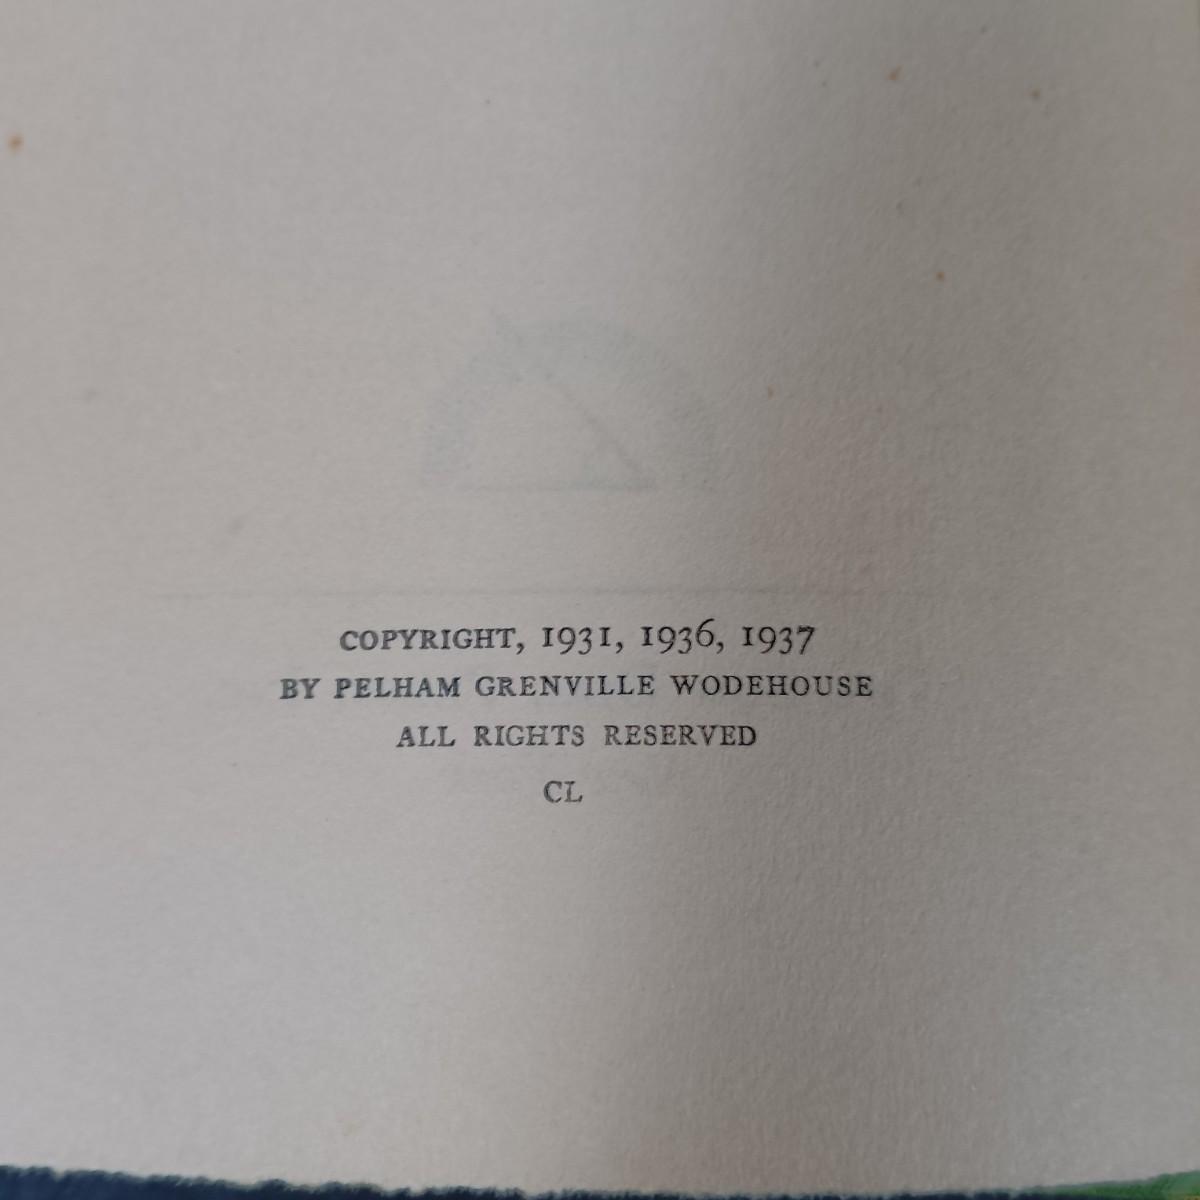 COPYRIGHT, 1931, 1936, 1937
BY PELHAM GRENVILLE WODEHOUSE
ALL RIGHTS RESERVED
CL